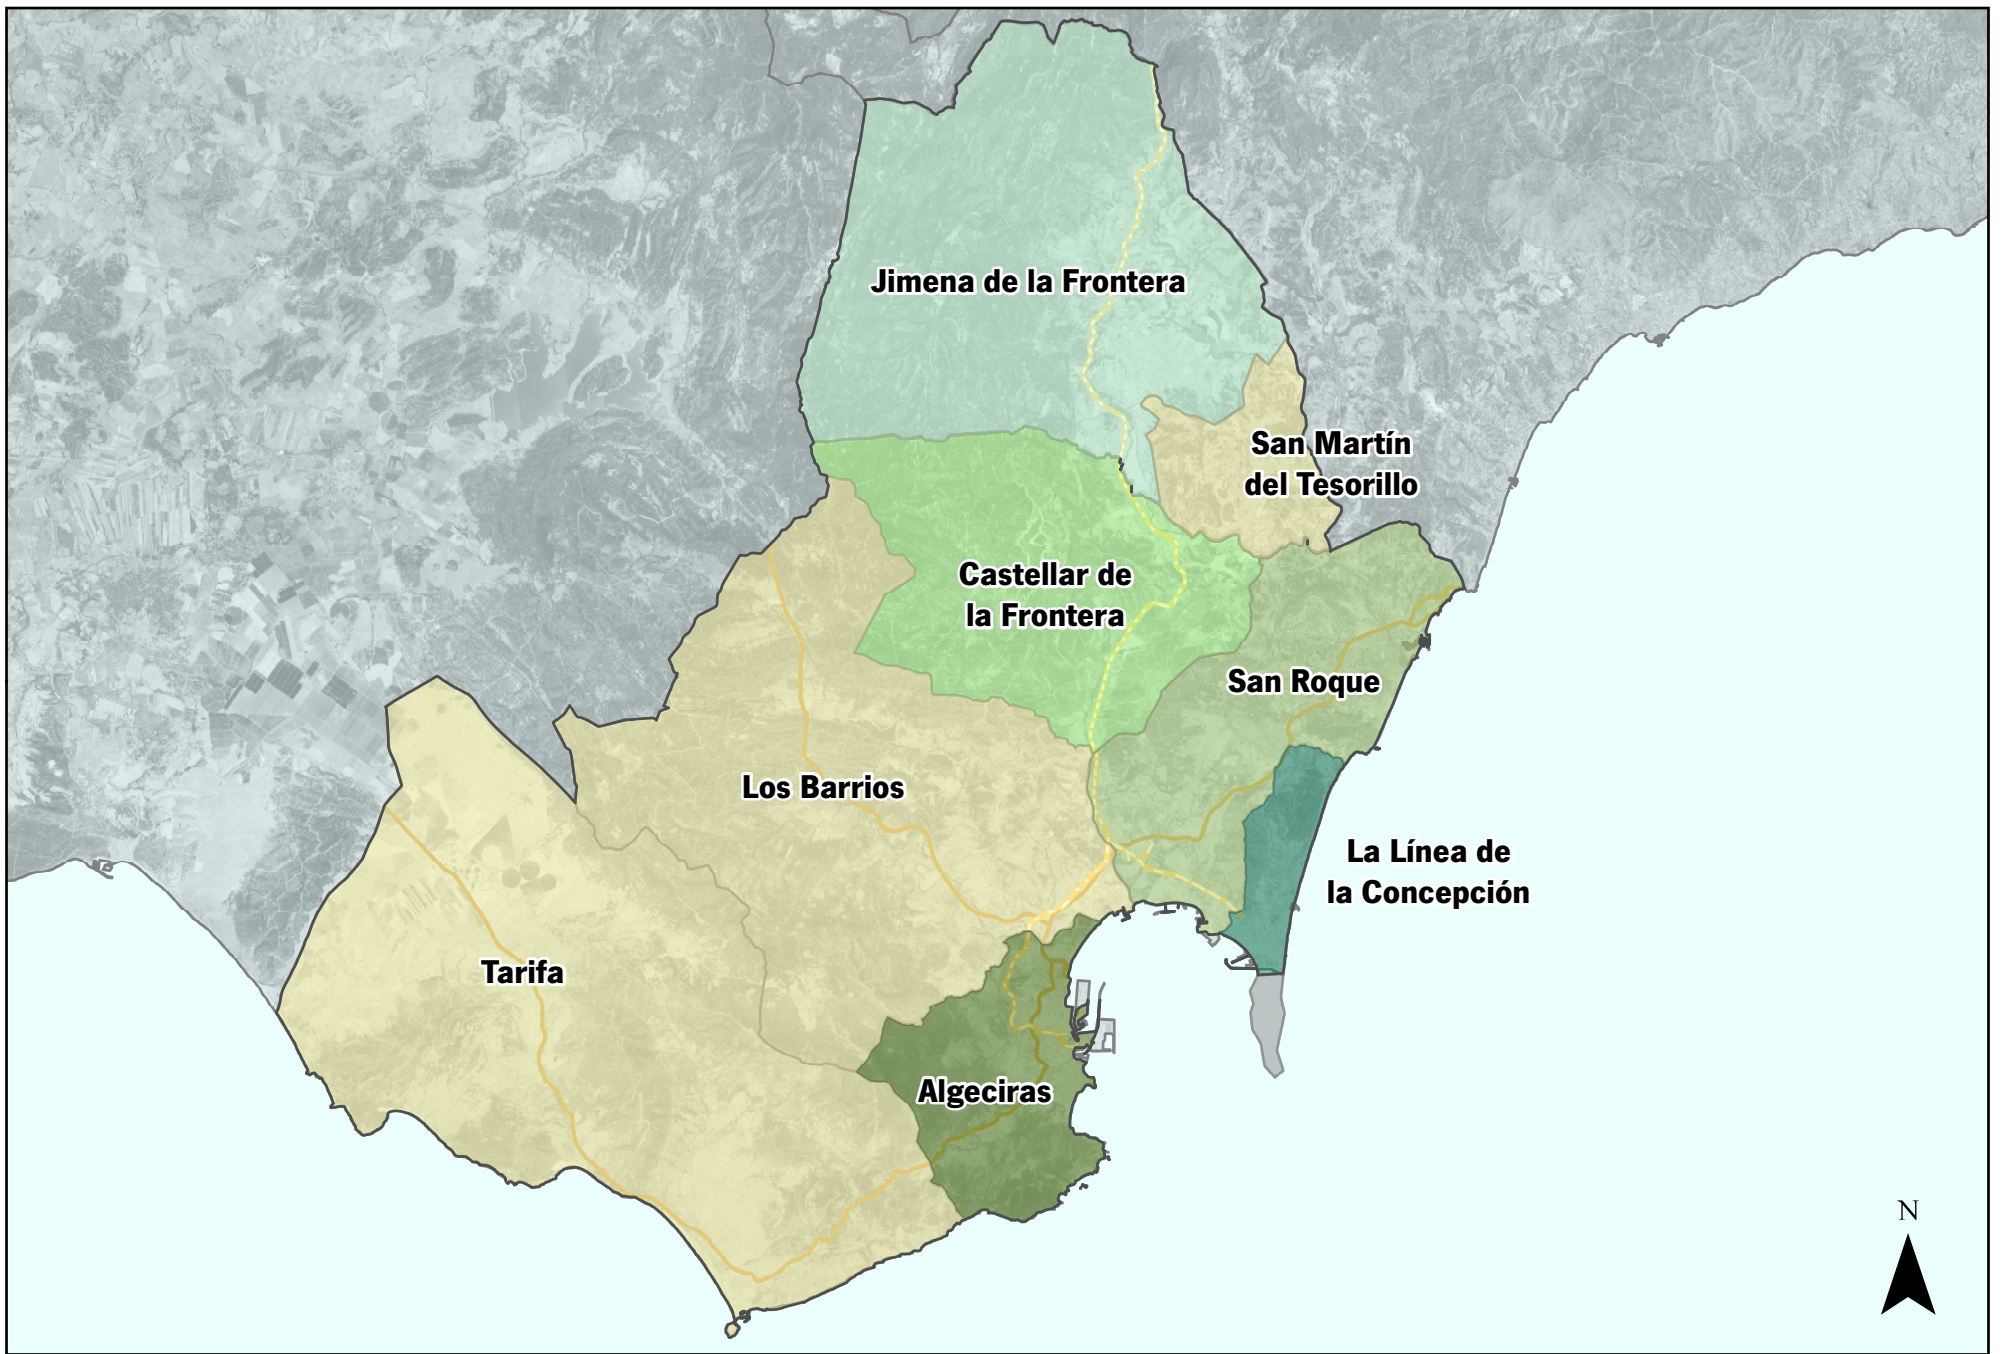 Jimena de la Frontera
San Martín
del Tesorillo
Castellar de
la Frontera
San Roque
Los Barrios
La Línea de
la Concepción
Tarifa
Algeciras
N